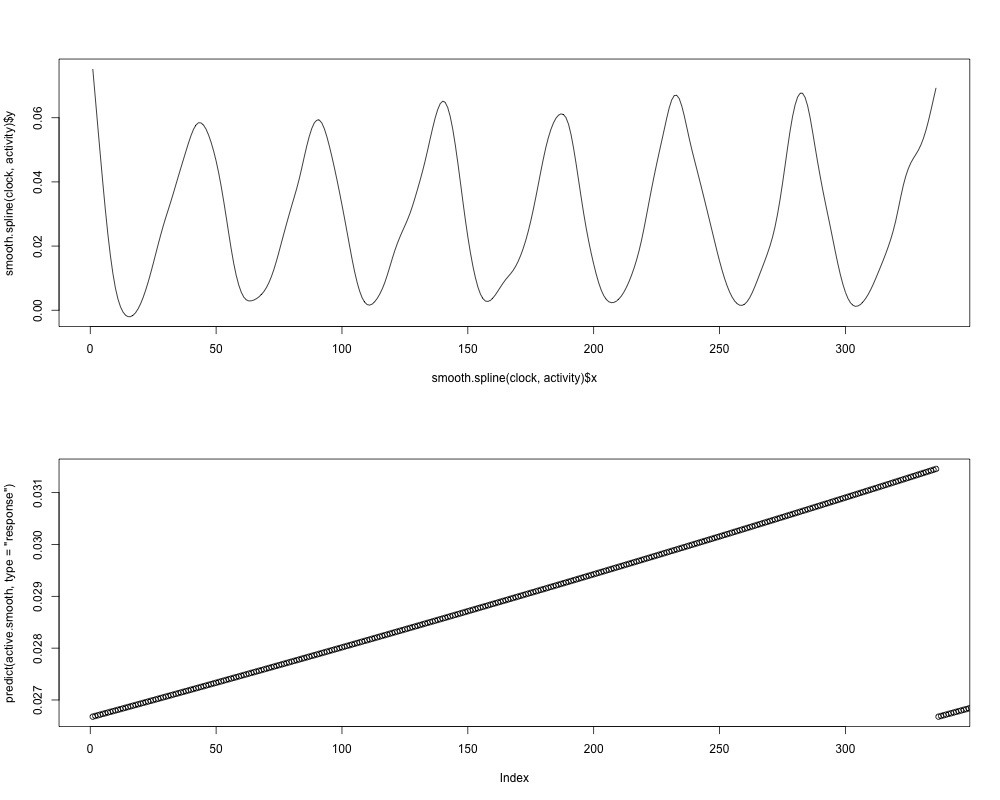 smooth.spline(clock, activity)$y
0.00 0.02 0.04 0.06
0 50 100 150 200 250 300
smooth.spline(clock, activity)$x
predict(active.smooth, type = "response")
0.027 0.028 0.029 0.030 0.031
0 50 100 150 200 250 300
Index